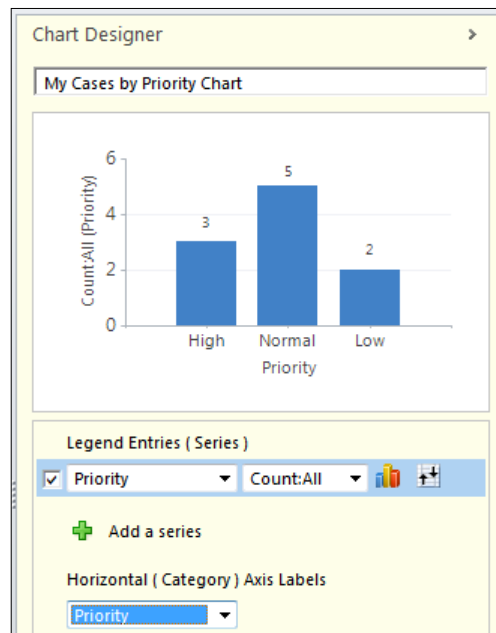 Chart Designer
My Cases by Priority Chart
6
5
4
3
2
2
0
Count:All (Priority)
High Normal Low
Priority
Legend Entries ( Series )
Priority Count:All
Add a series
Horizontal ( Category ) Axis Labels
Priority